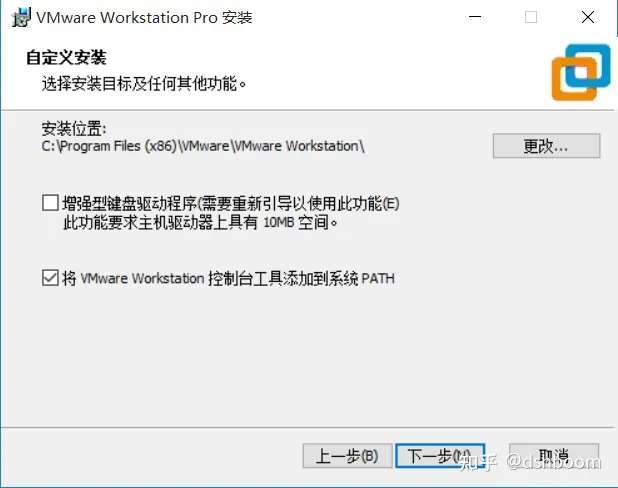 VMware Workstation Pro 安装
自定义安装
选择安装目标及任何其他功能。
安装位置:
C:\Program Files (x86)\VMware\VMware Workstation\
更改...
增强型键盘驱动程序(需要重新引导以使用此功能(E)
此功能要求主机驱动器上具有 10MB 空间。
将 VMware Workstation 控制台工具添加到系统 PATH
上一步(B)
下一步(N)
取消
知乎 @dshboom